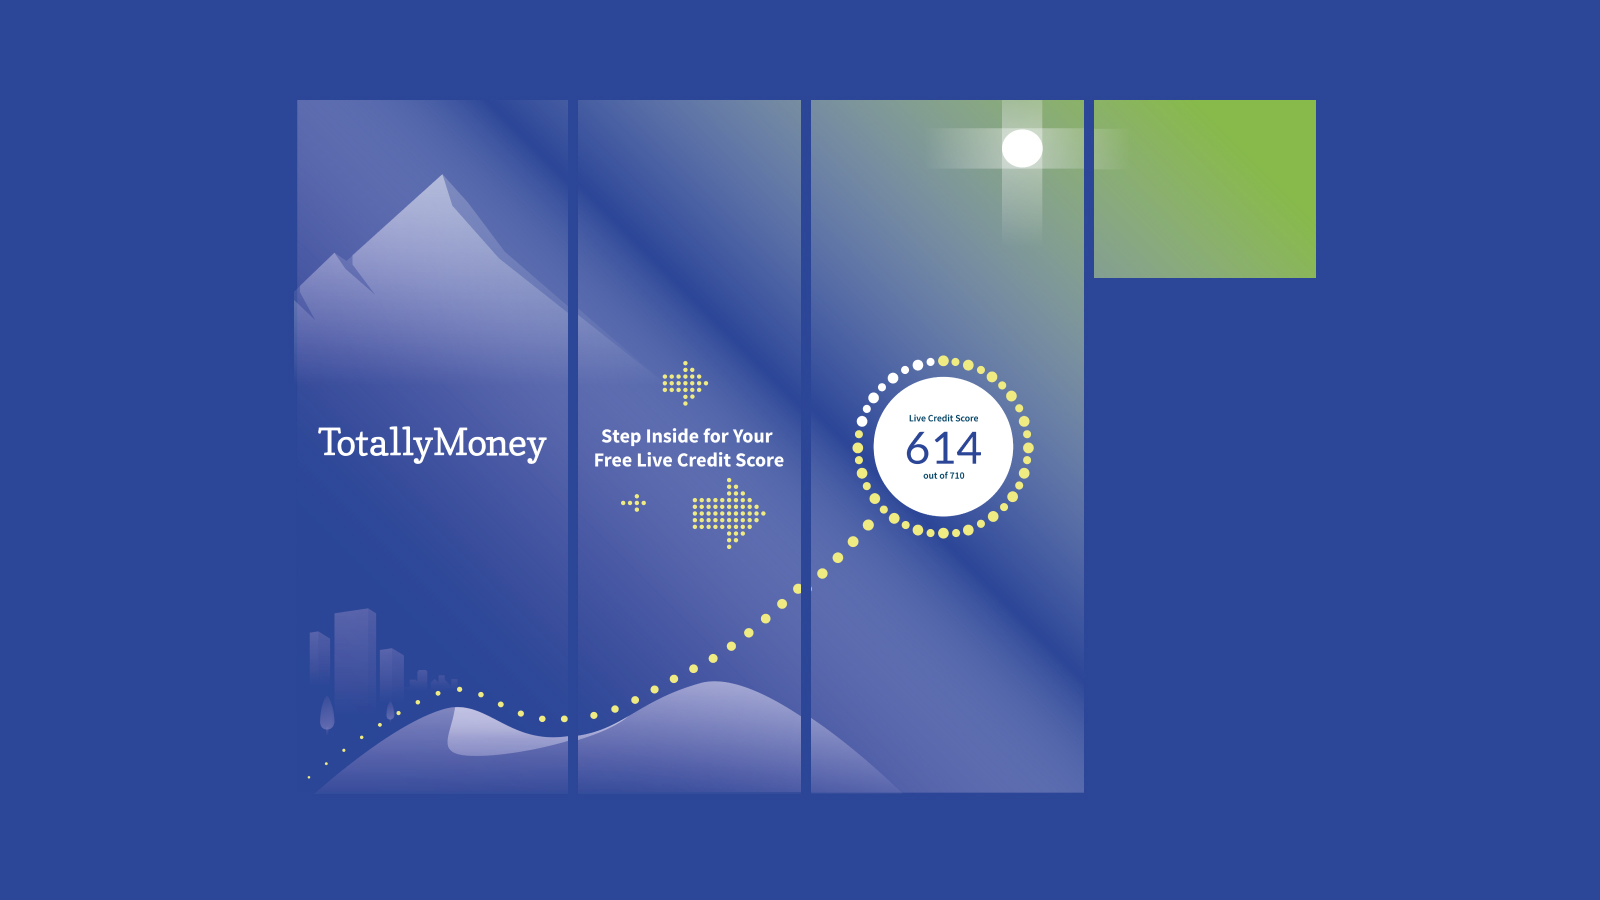 TotallyMoney
Step Inside for Your
Free Live Credit Score
Live Credit Score
614
out of 710